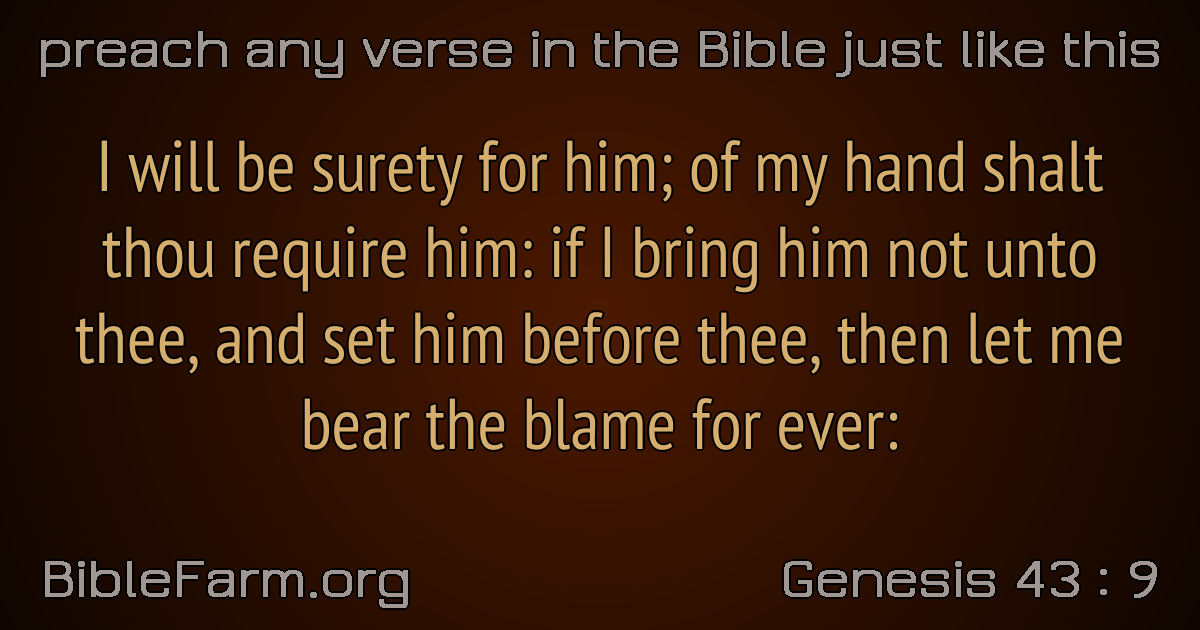 preach any verse in the Bible just like this
I will be surety for him; of my hand shalt
thou require him: if I bring him not unto
thee, and set him before thee, then let me
bear the blame for ever:
BibleFarm.org
Genesis 43 : 9